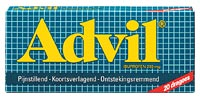 Advil®
Pijnstillend - Koortsverlagend - Ontstekingsremmend
20 dragees